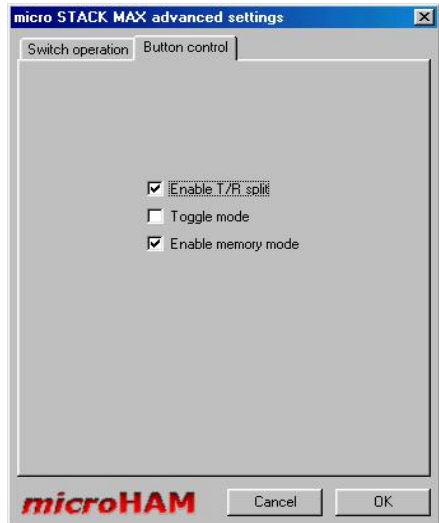 micro STACK MAX advanced settings
Switch operation Button control
Enable T/R split
Toggle mode
Enable memory mode
microHAM Cancel OK